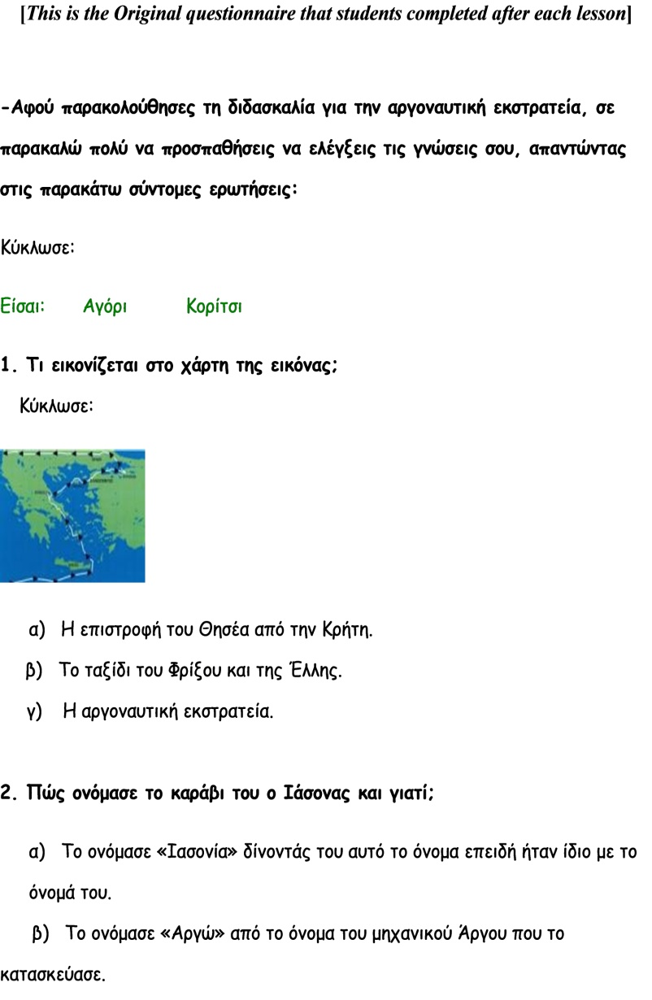 [This is the Original questionnaire that students completed after each lesson]
-Αφού παρακολούθησες τη διδασκαλία για την αργοναυτική εκστρατεία, σε
παρακαλώ πολύ να προσπαθήσεις να ελέγξεις τις γνώσεις σου, απαντώντας
στις παρακάτω σύντομες ερωτήσεις:
Κύκλωσε:
Είσαι: Αγόρι Κορίτσι
1. Τι εικονίζεται στο χάρτη της εικόνας;
Κύκλωσε:
α) Η επιστροφή του Θησέα από την Κρήτη.
β) Το ταξίδι του Φρίξου και της Έλλης.
γ) Η αργοναυτική εκστρατεία.
2. Πώς ονόμασε το καράβι του ο Ιάσονας και γιατί;
α) Το ονόμασε «Ιασονία» δίνοντάς του αυτό το όνομα επειδή ήταν ίδιο με το
όνομά του.
β) Το ονόμασε «Αργώ» από το όνομα του μηχανικού Άργου που το
κατασκεύασε.